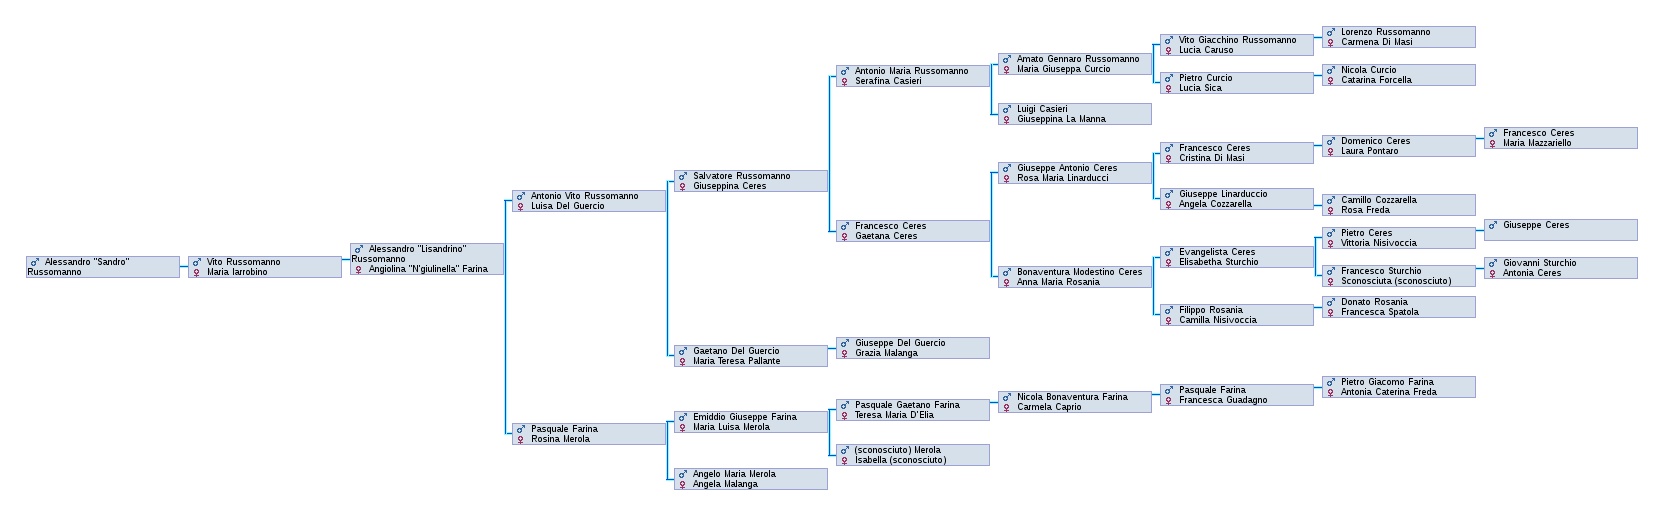 Alessandro "Sandro"
Russomanno
Vito Russomanno
Maria Iarrobino
Alessandro "Lisandrino"
Russomanno
Angiolina "N'giulinella" Farina
Antonio Vito Russomanno
Luisa Del Guercio
Pasquale Farina
Rosina Merola
Salvatore Russomanno
Giuseppina Ceres
Gaetano Del Guercio
Maria Teresa Pallante
Emiddio Giuseppe Farina
Maria Luisa Merola
Angelo Maria Merola
Angela Malanga
Antonio Maria Russomanno
Serafina Casieri
Francesco Ceres
Gaetana Ceres
Giuseppe Del Guercio
Grazia Malanga
Pasquale Gaetano Farina
Teresa Maria D'Elia
(sconosciuto) Merola
Isabella (sconosciuto)
Amato Gennaro Russomanno
Maria Giuseppa Curcio
Luigi Casieri
Giuseppina La Manna
Giuseppe Antonio Ceres
Rosa Maria Linarducci
Bonaventura Modestino Ceres
Anna Maria Rosania
Nicola Bonaventura Farina
Carmela Caprio
Vito Giacchino Russomanno
Lucia Caruso
Pietro Curcio
Lucia Sica
Francesco Ceres
Cristina Di Masi
Giuseppe Linarduccio
Angela Cozzarella
Evangelista Ceres
Elisabetha Sturchio
Filippo Rosania
Camilla Nisivoccia
Pasquale Farina
Francesca Guadagno
Lorenzo Russomanno
Carmena Di Masi
Nicola Curcio
Catarina Forcella
Domenico Ceres
Laura Pontaro
Camillo Cozzarella
Rosa Freda
Pietro Ceres
Vittoria Nisivoccia
Francesco Sturchio
Sconosciuta (sconosciuto)
Donato Rosania
Francesca Spatola
Pietro Giacomo Farina
Antonia Caterina Freda
Francesco Ceres
Maria Mazzariello
Giuseppe Ceres
Giovanni Sturchio
Antonia Ceres